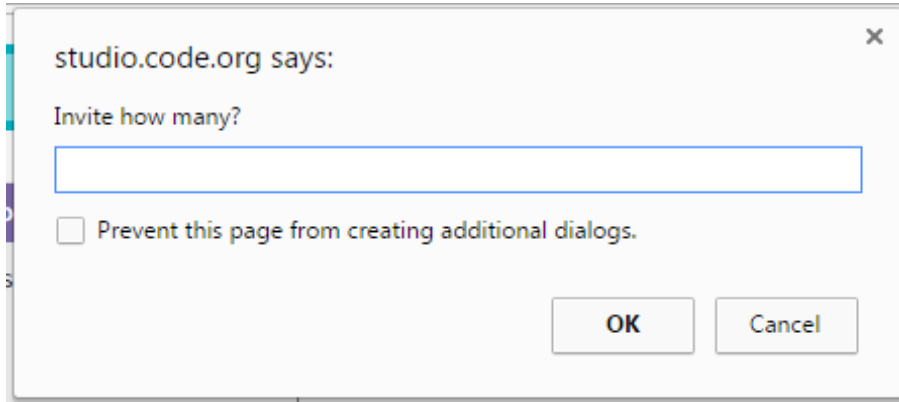 studio.code.org says:
Invite how many?
Prevent this page from creating additional dialogs.
OK Cancel